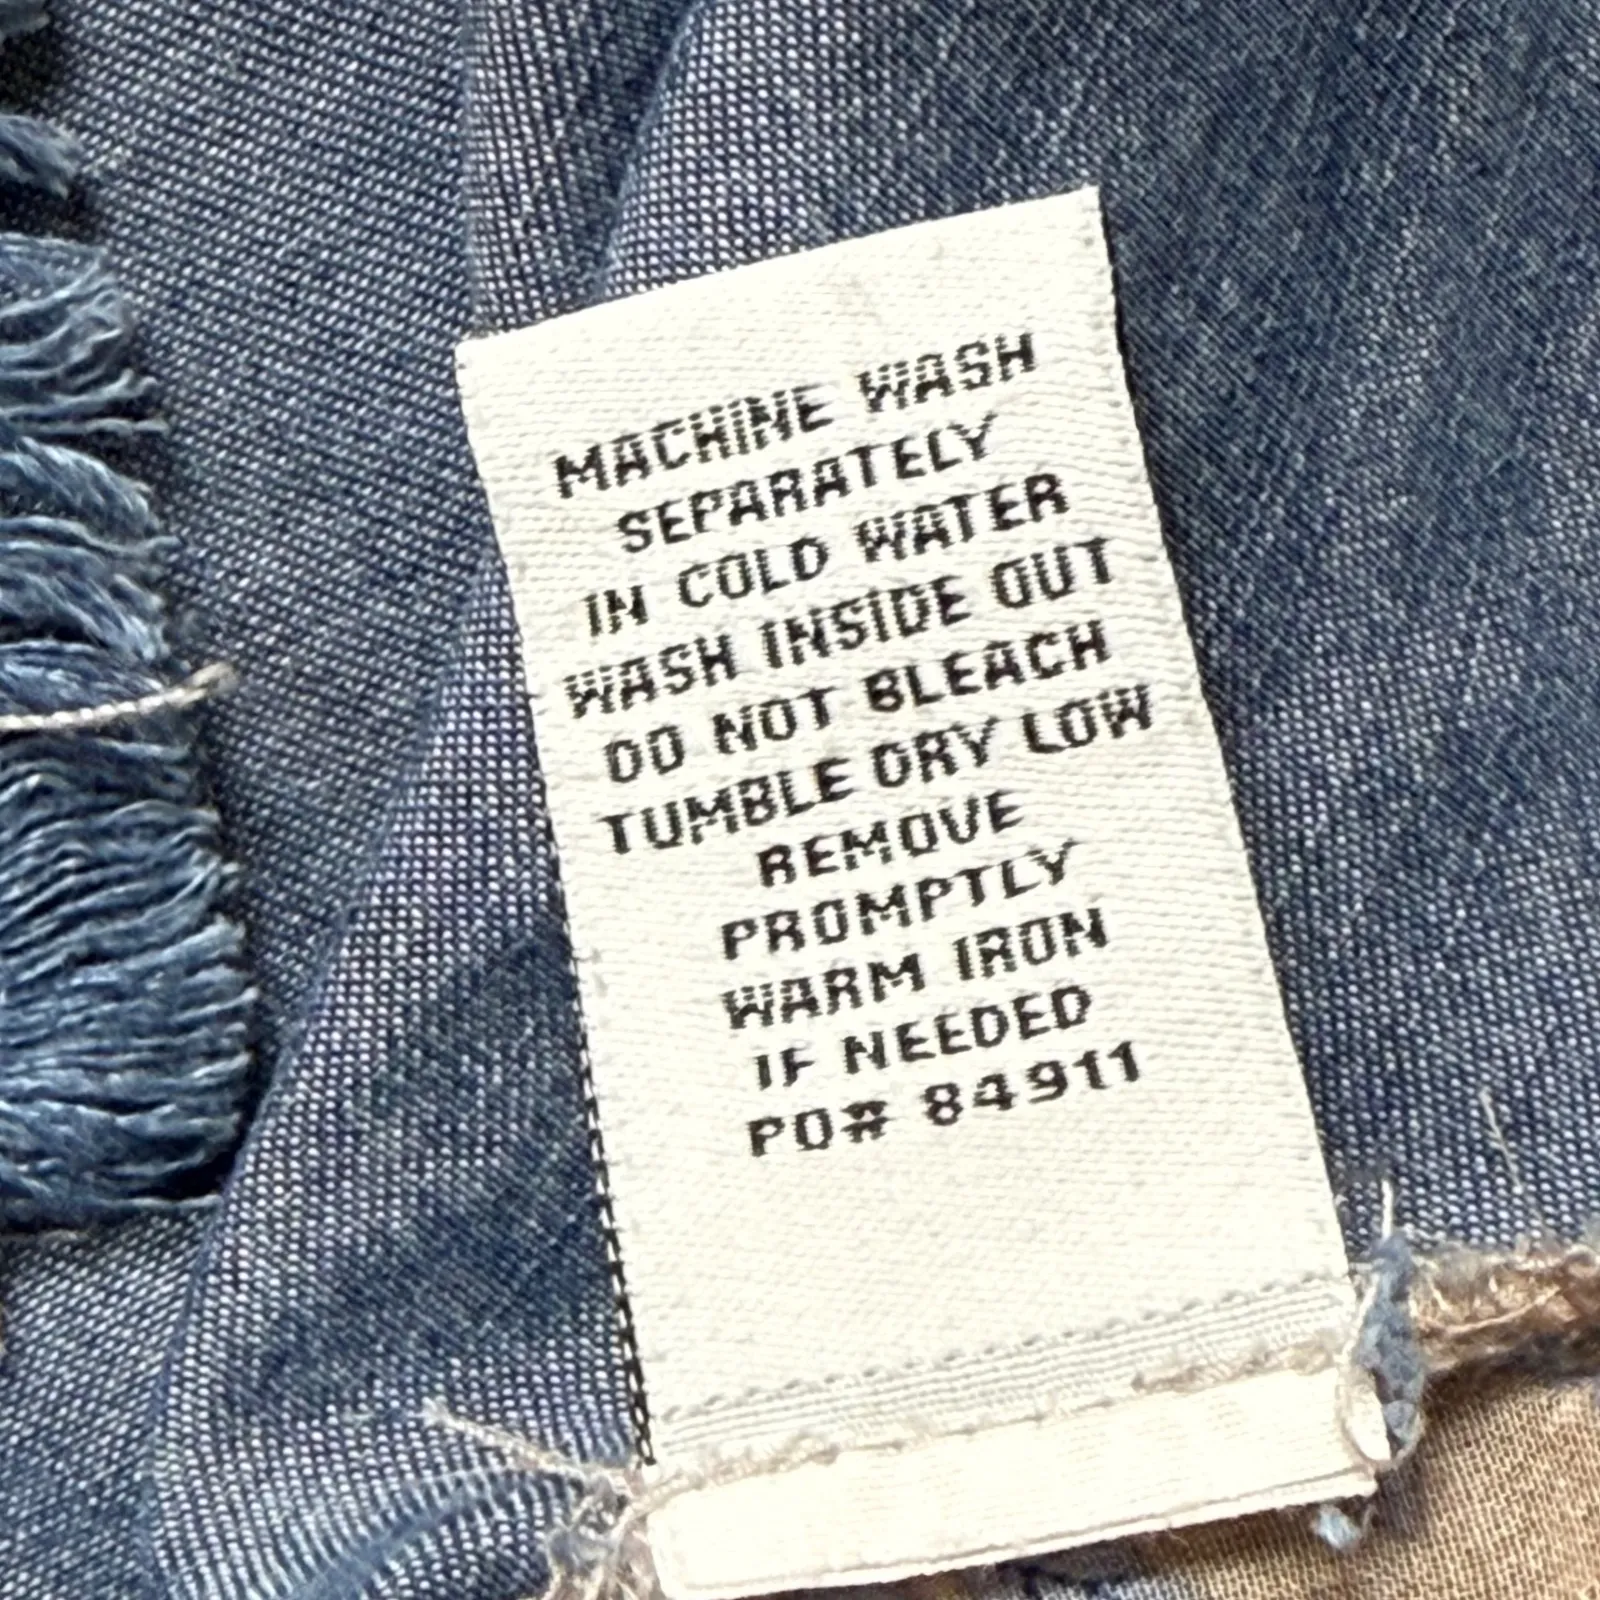 MACHINE WASH
SEPARATELY
IN COLD WATER
WASH INSIDE OUT
DO NOT BLEACH
TUMBLE DRY LOW
REMOVE
PROMPTLY
WARM IRON
IF NEEDED
PO# 84911